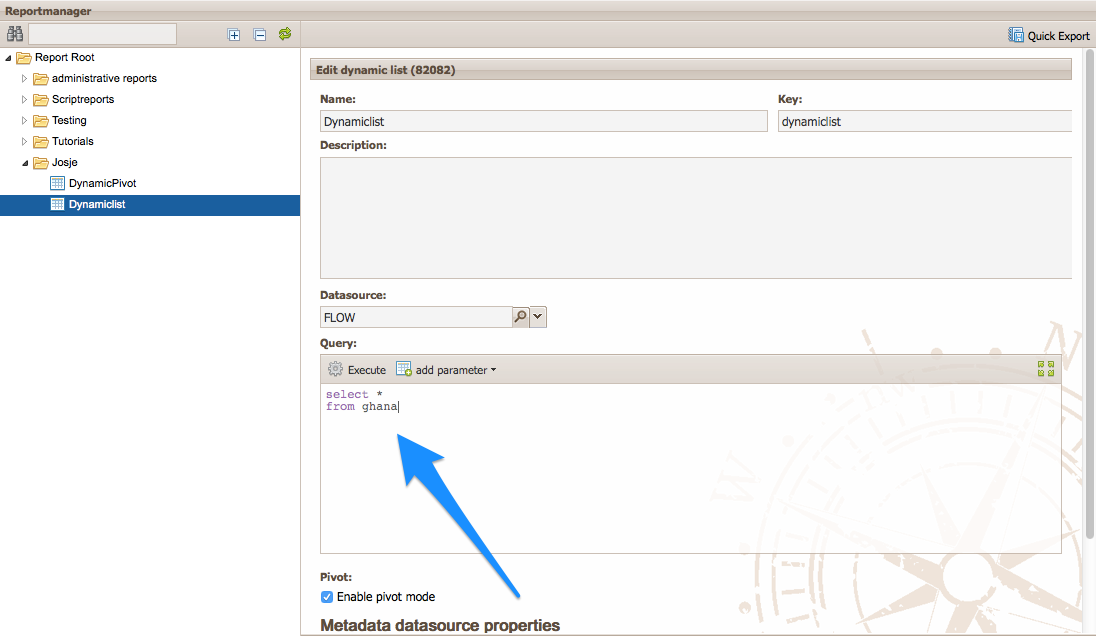 Reportmanager
Quick Export
Report Root
administrative reports
Scriptreports
Testing
Tutorials
Josje
DynamicPivot
Dynamiclist
Edit dynamic list (82082)
Name: Key:
Dynamiclist dynamiclist
Description:
Datasource:
FLOW
Query:
Execute add parameter
select *
from ghana
Pivot:
Enable pivot mode
Metadata datasource properties
N
W